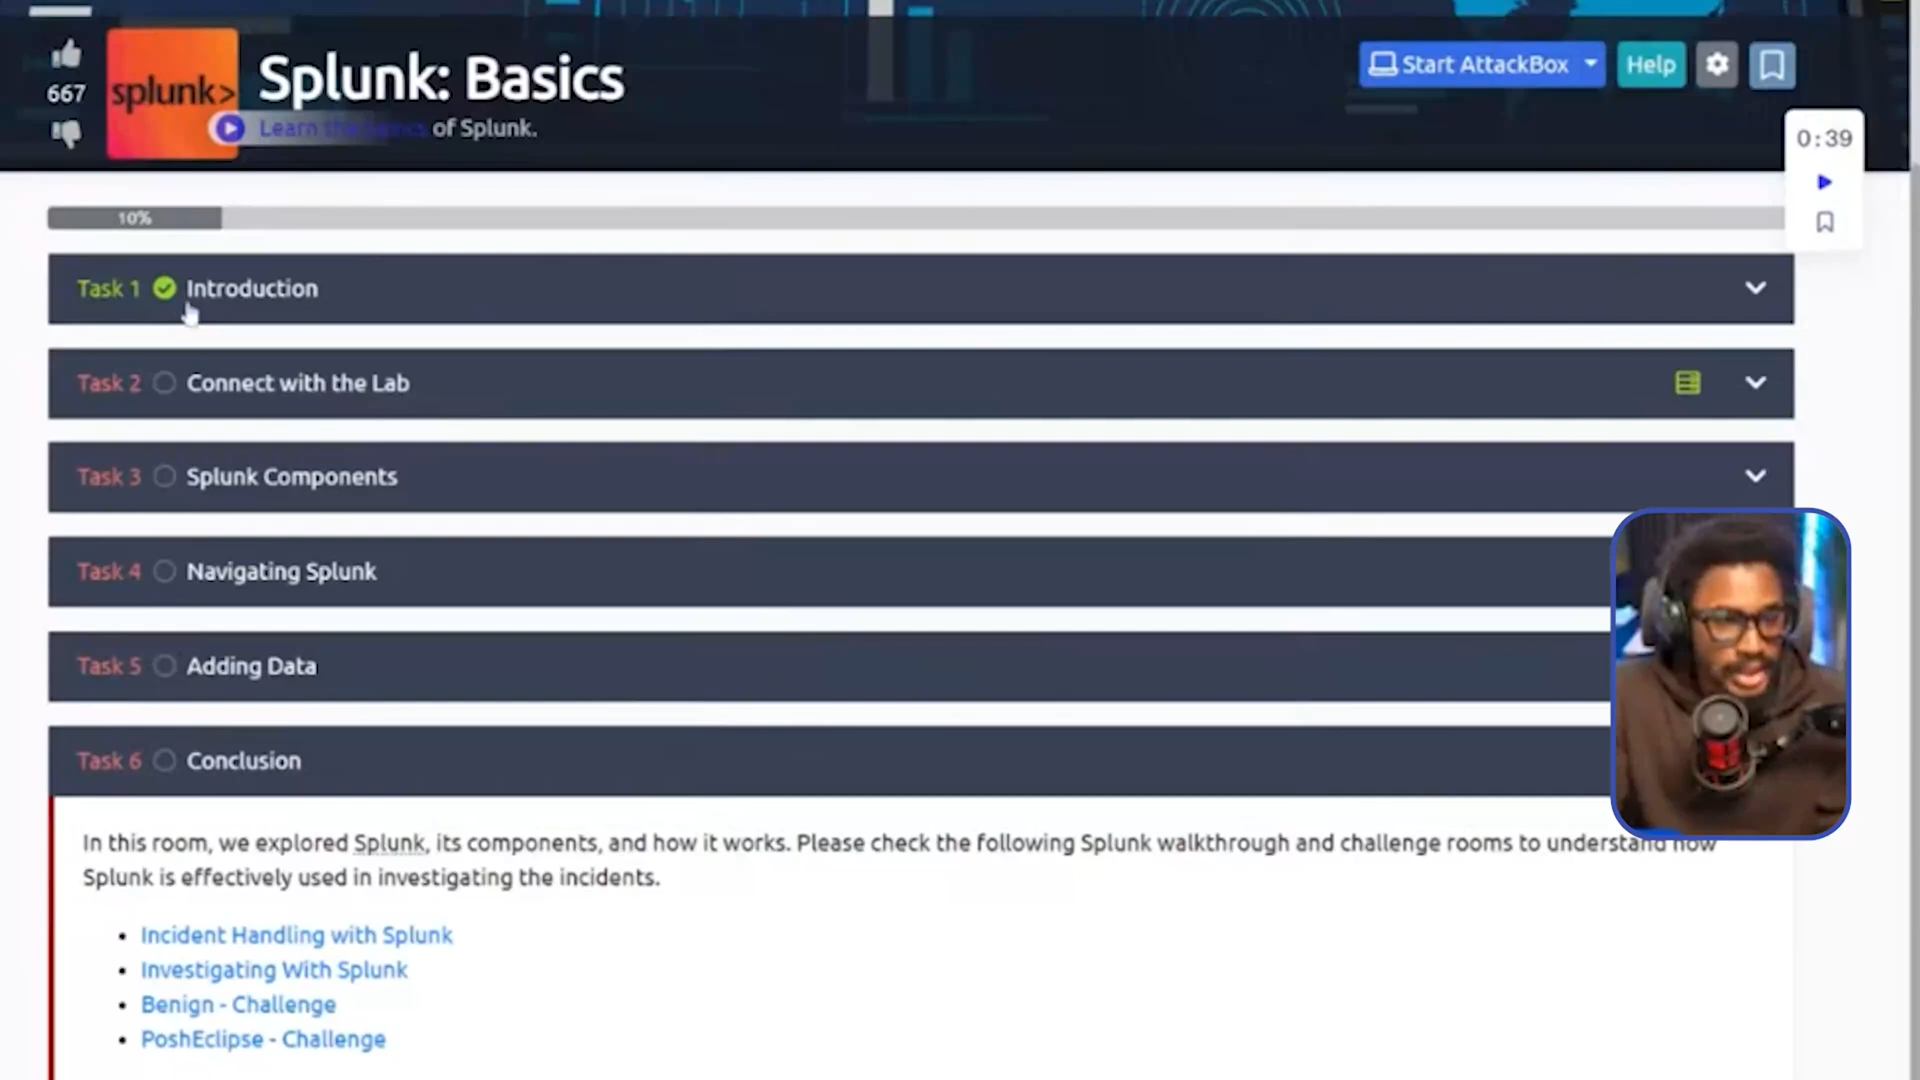 667
splunk>
Splunk: Basics
Learn the basics of Splunk.
Start AttackBox
Help
0:39
10%
Task 1 Introduction
Task 2 Connect with the Lab
Task 3 Splunk Components
Task 4 Navigating Splunk
Task 5 Adding Data
Task 6 Conclusion
In this room, we explored Splunk, its components, and how it works. Please check the following Splunk walkthrough and challenge rooms to understand how
Splunk is effectively used in investigating the incidents.
• Incident Handling with Splunk
• Investigating With Splunk
• Benign - Challenge
• PoshEclipse - Challenge